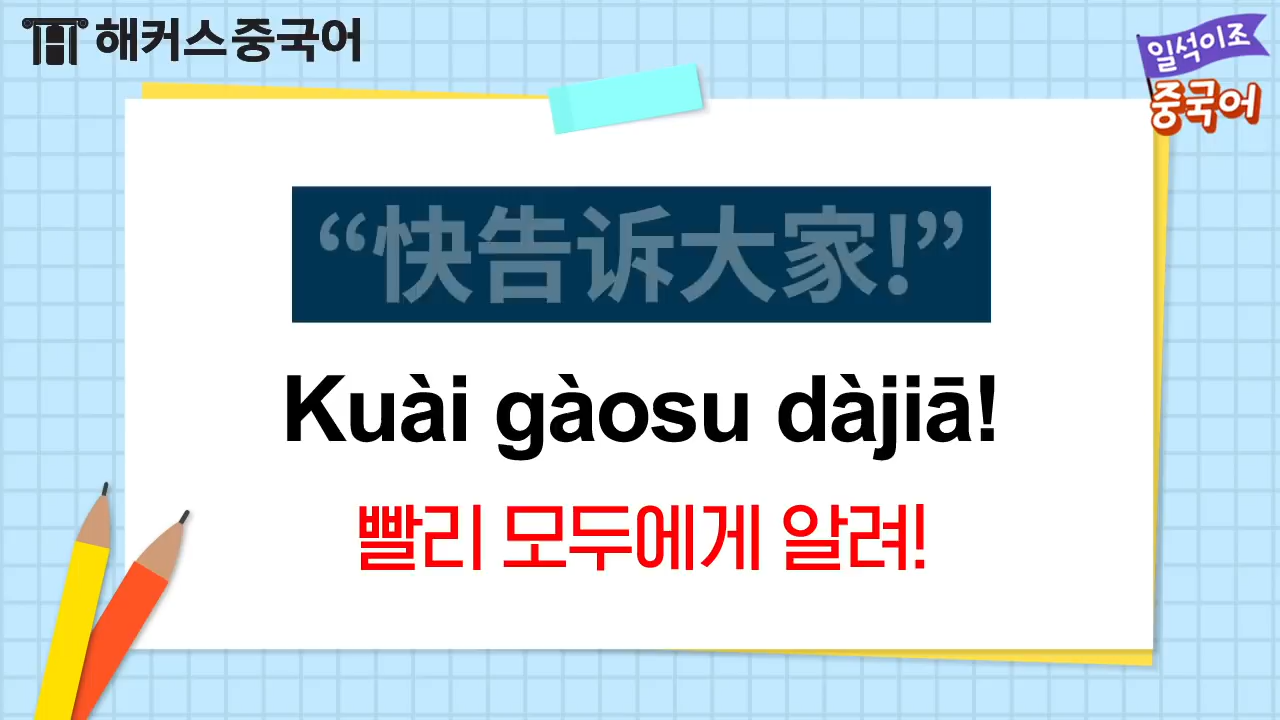 해커스중국어
일석이조
중국어
“快告诉大家!”
Kuài gàosu dàjiā!
빨리 모두에게 알려!